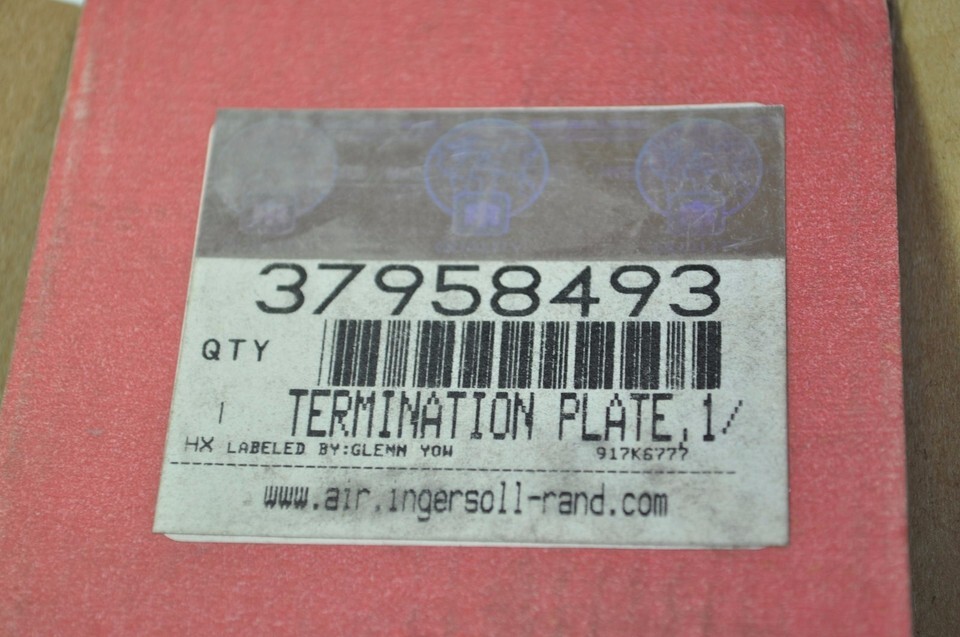 37958493
QTY
1 TERMINATION PLATE, 1/
HX LABELED BY:GLENN YOW 917K6777
www.air.ingersoll-rand.com